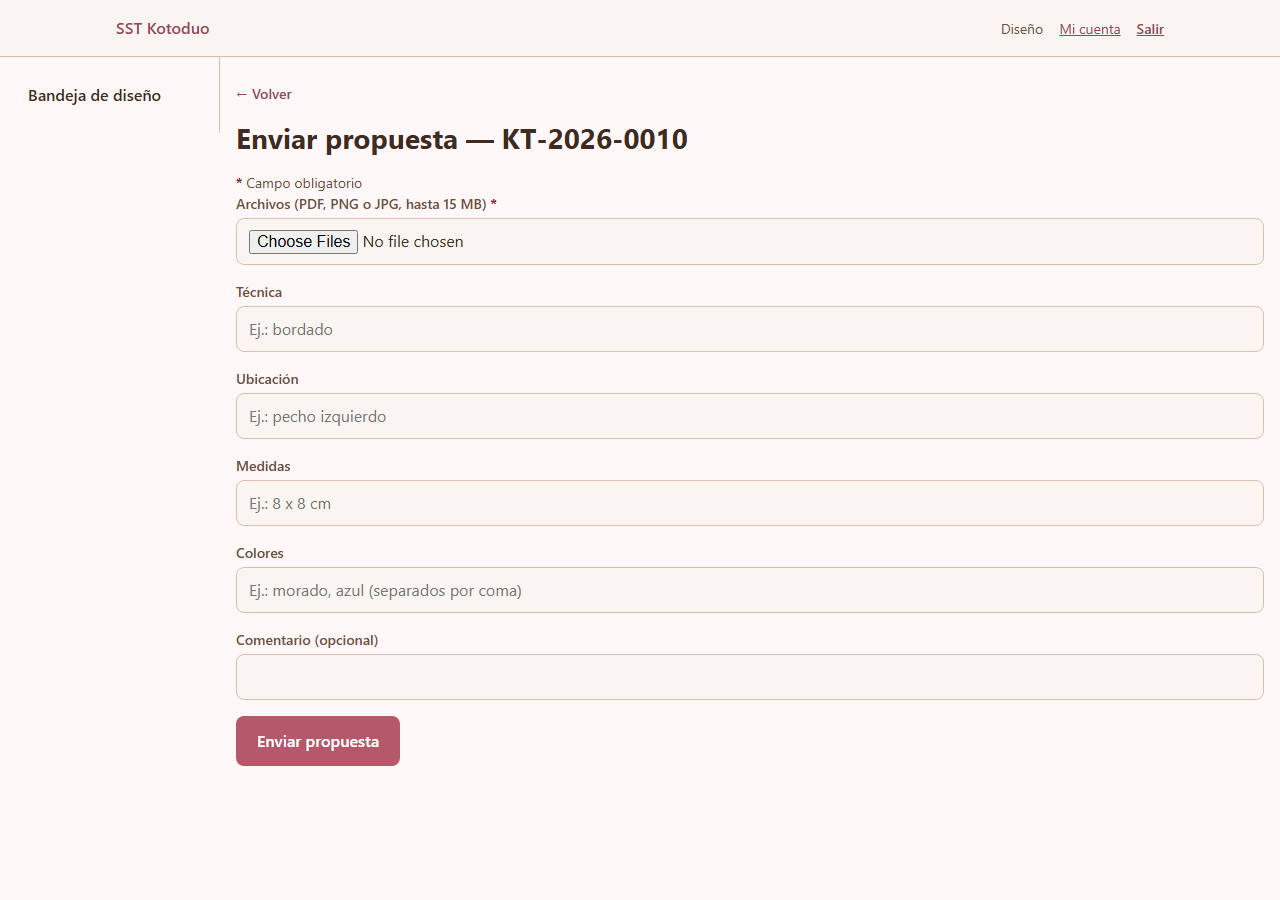 SST Kotoduo
Diseño Mi cuenta Salir
Bandeja de diseño
← Volver
Enviar propuesta — KT-2026-0010
* Campo obligatorio
Archivos (PDF, PNG o JPG, hasta 15 MB) *
Choose Files No file chosen
Técnica
Ej.: bordado
Ubicación
Ej.: pecho izquierdo
Medidas
Ej.: 8 x 8 cm
Colores
Ej.: morado, azul (separados por coma)
Comentario (opcional)
Enviar propuesta